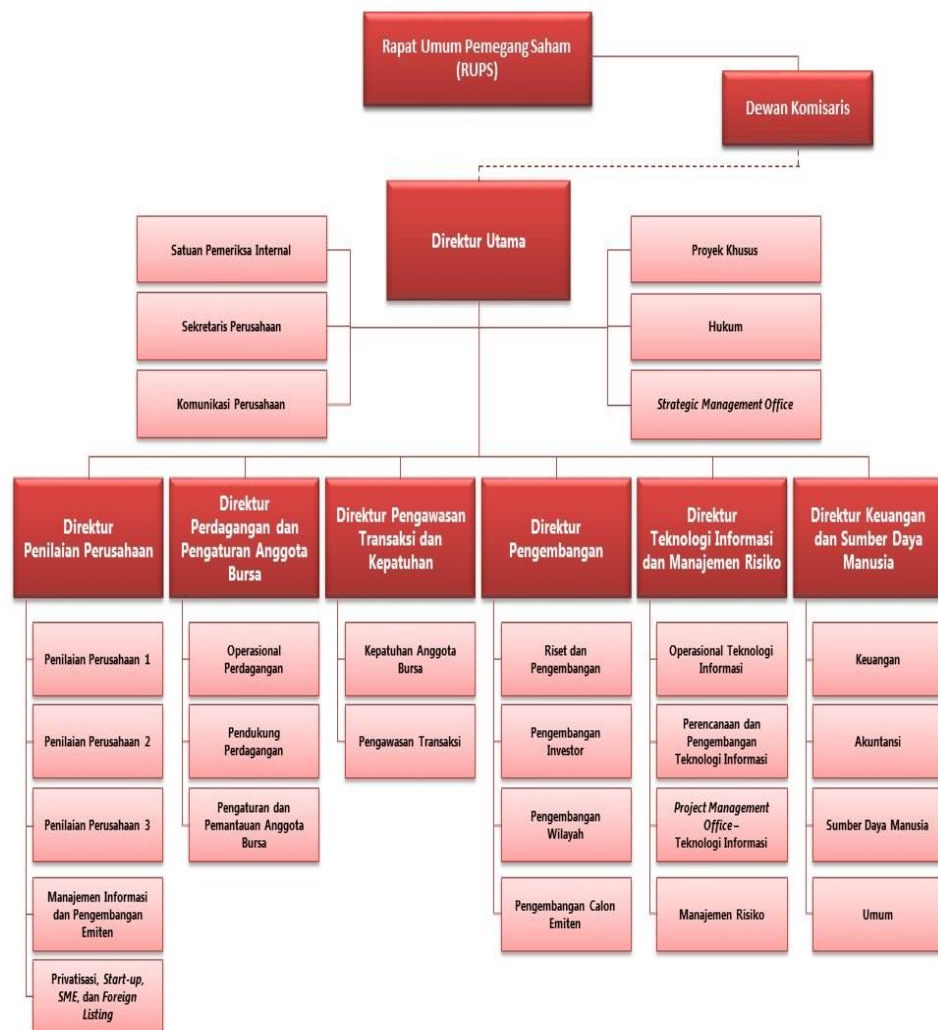 Rapat Umum Pemegang Saham
(RUPS)
Dewan Komisaris
Direktur Utama
Satuan Pemeriksa Internal
Sekretaris Perusahaan
Komunikasi Perusahaan
Proyek Khusus
Hukum
Strategic Management Office
Direktur
Penilaian Perusahaan
Penilaian Perusahaan 1
Penilaian Perusahaan 2
Penilaian Perusahaan 3
Manajemen Informasi
dan Pengembangan
Emiten
Privatisasi, Start-up,
SME, dan Foreign
Listing
Direktur
Perdagangan dan
Pengaturan Anggota
Bursa
Operasional
Perdagangan
Pendukung
Perdagangan
Pengaturan dan
Pemantauan Anggota
Bursa
Direktur Pengawasan
Transaksi dan
Kepatuhan
Kepatuhan Anggota
Bursa
Pengawasan Transaksi
Direktur
Pengembangan
Riset dan
Pengembangan
Pengembangan
Investor
Pengembangan
Wilayah
Pengembangan Calon
Emiten
Direktur
Teknologi Informasi
dan Manajemen Risiko
Operasional Teknologi
Informasi
Perencanaan dan
Pengembangan
Teknologi Informasi
Project Management
Office –
Teknologi Informasi
Manajemen Risiko
Direktur Keuangan
dan Sumber Daya
Manusia
Keuangan
Akuntansi
Sumber Daya Manusia
Umum